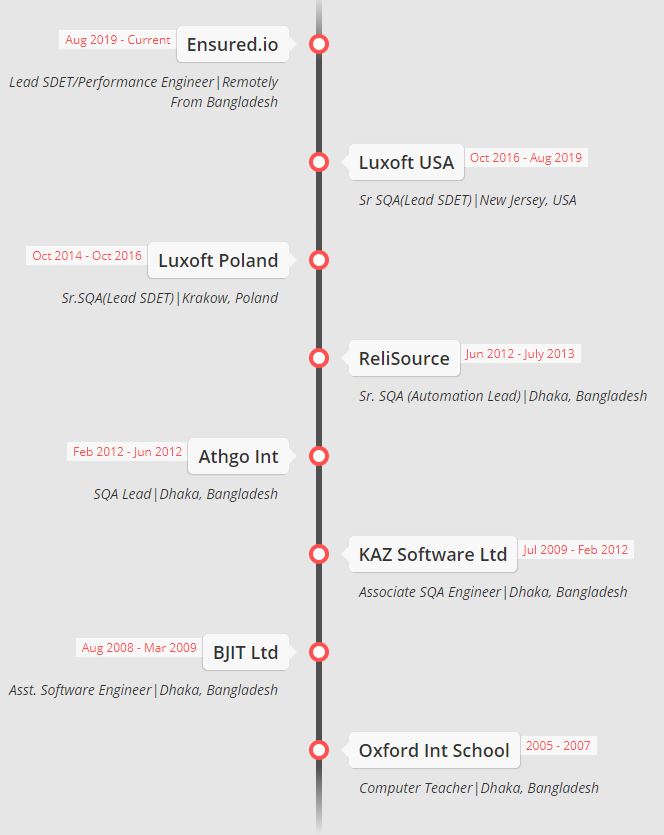 Aug 2019 - Current Ensured.io
Lead SDET/Performance Engineer|Remotely
From Bangladesh
Luxoft USA Oct 2016 - Aug 2019
Sr SQA(Lead SDET)|New Jersey, USA
Oct 2014 - Oct 2016 Luxoft Poland
Sr.SQA(Lead SDET)|Krakow, Poland
ReliSource Jun 2012 - July 2013
Sr. SQA (Automation Lead)|Dhaka, Bangladesh
Feb 2012 - Jun 2012 Athgo Int
SQA Lead|Dhaka, Bangladesh
KAZ Software Ltd Jul 2009 - Feb 2012
Associate SQA Engineer|Dhaka, Bangladesh
Aug 2008 - Mar 2009 BJIT Ltd
Asst. Software Engineer|Dhaka, Bangladesh
Oxford Int School 2005 - 2007
Computer Teacher|Dhaka, Bangladesh